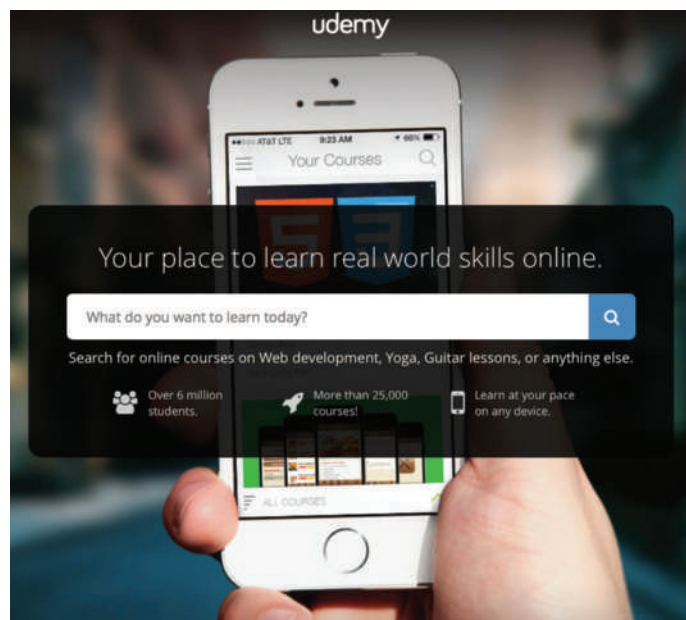 udemy
AT&T LTE 9:23 AM 66%
Your Courses
Your place to learn real world skills online.
What do you want to learn today?
Search for online courses on Web development, Yoga, Guitar lessons, or anything else.
Over 6 million
students.
More than 25,000
courses!
Learn at your pace
on any device.
ALL COURSES